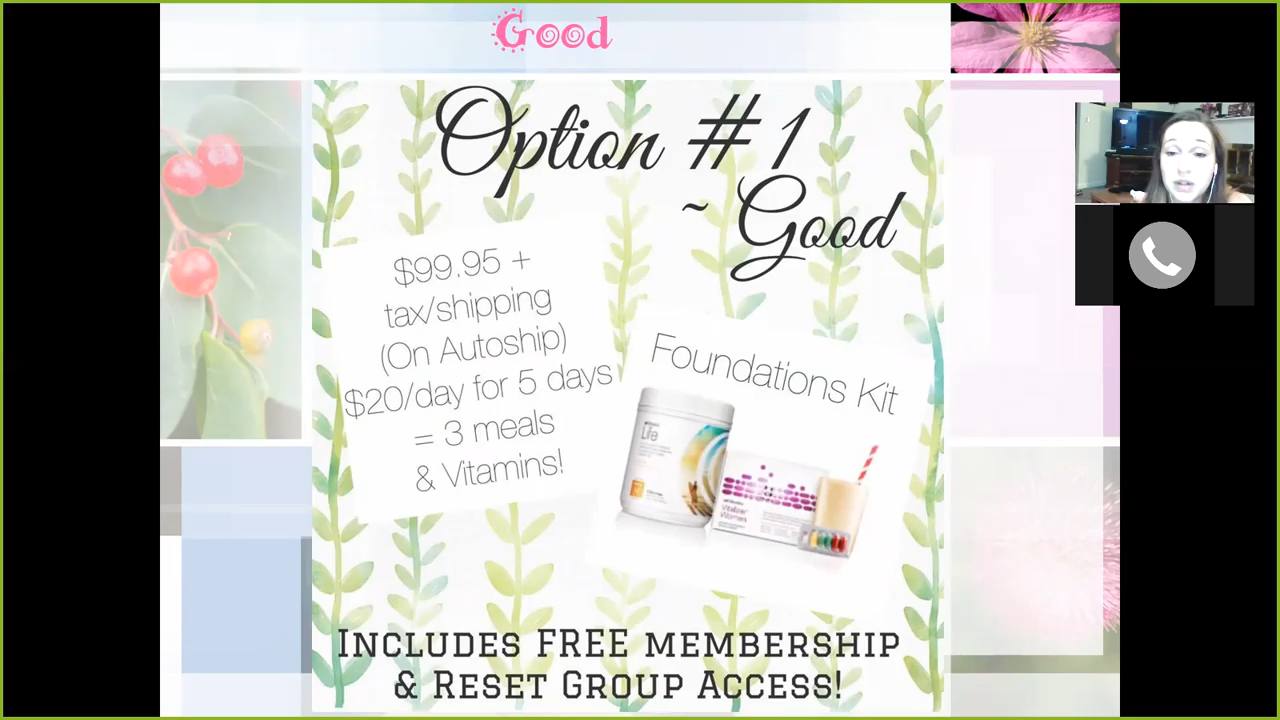 Good
Option #1
~ Good
$99.95 +
tax/shipping
(On Autoship)
$20/day for 5 days
= 3 meals
& Vitamins!
Foundations Kit
Life
Vitalizer
Women
INCLUDES FREE MEMBERSHIP
& RESET GROUP ACCESS!